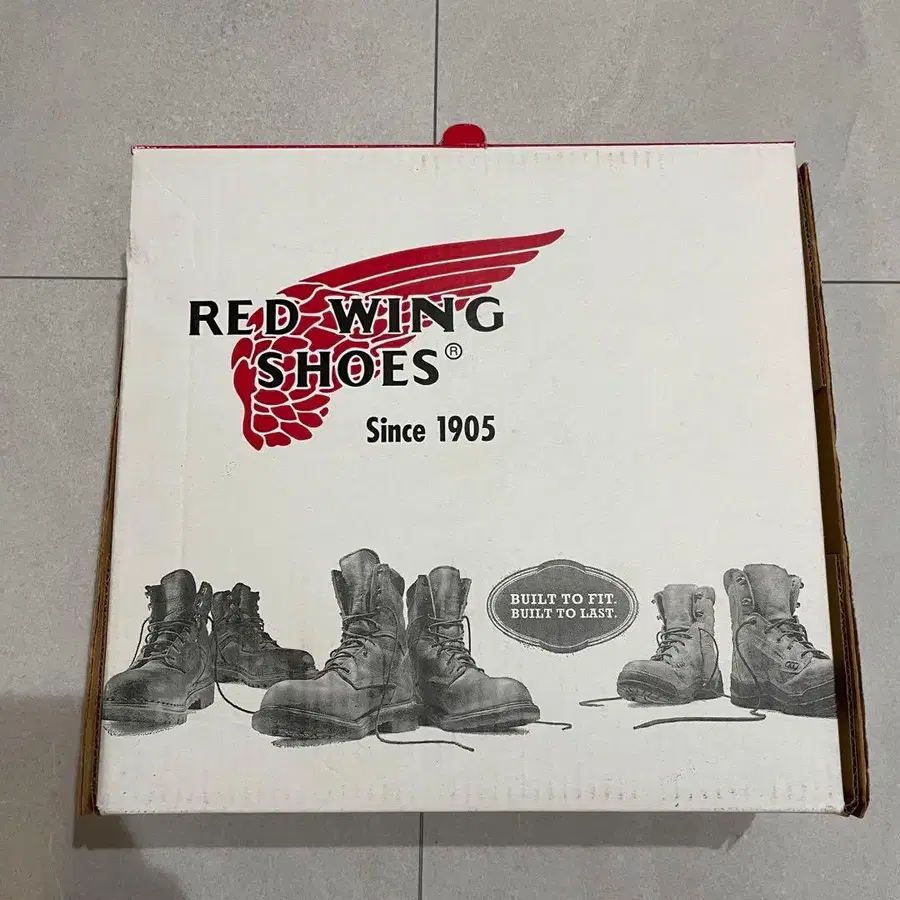 RED WING
SHOES®
Since 1905
BUILT TO FIT.
BUILT TO LAST.